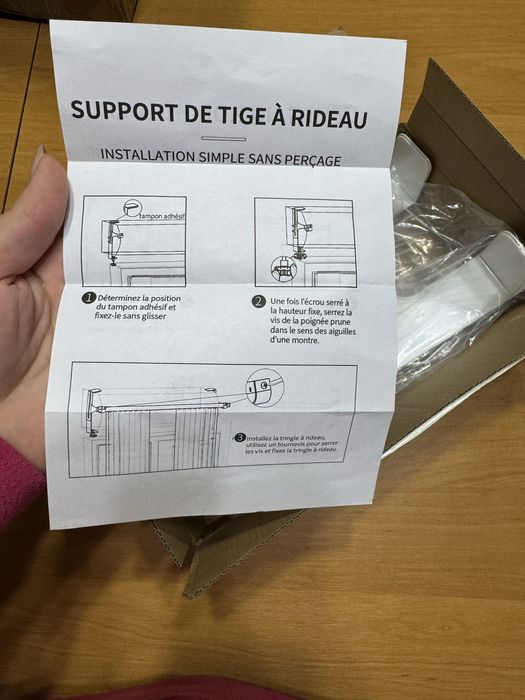 SUPPORT DE TIGE À RIDEAU
INSTALLATION SIMPLE SANS PERÇAGE
tampon adhésif
1 Déterminez la position
du tampon adhésif et
fixez-le sans glisser
2 Une fois l'écrou serré à
la hauteur fixe, serrez la
vis de la poignée prune
dans le sens des aiguilles
d'une montre.
3 Installez la tringle à rideau,
utilisez un tournevis pour serrer
les vis et fixez la tringle à rideau.